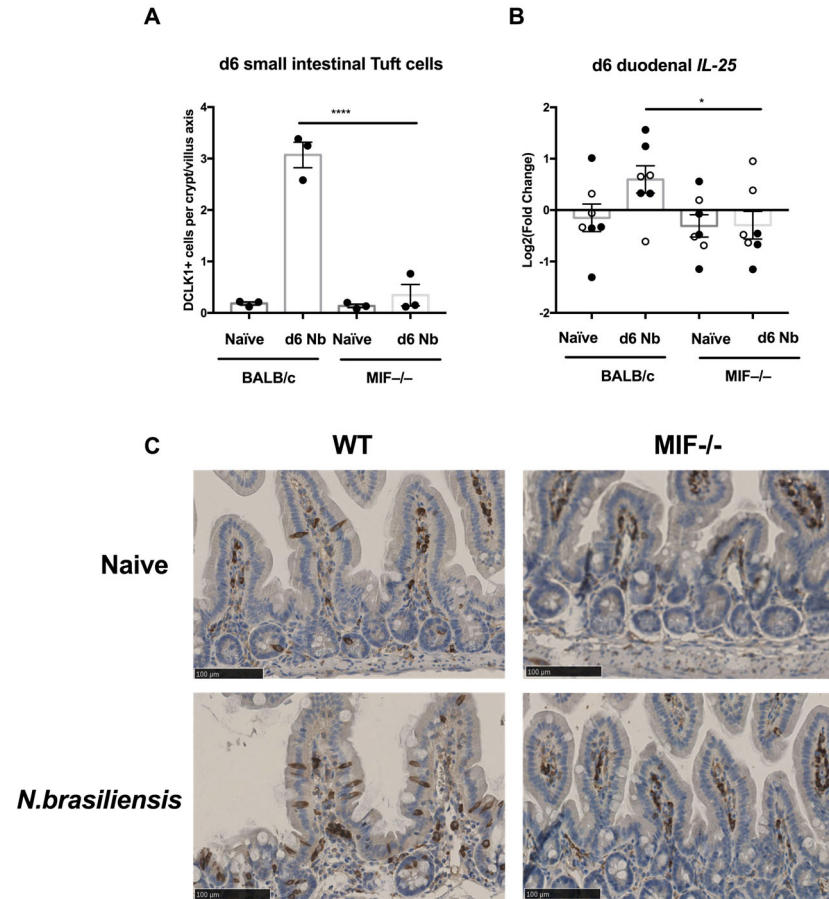 A
d6 small intestinal Tuft cells
DCLK1+ cells per crypt/villus axis
4
3
2
1
0
****
Naïve
d6 Nb
Naïve
d6 Nb
BALB/c
MIF–/–
B
d6 duodenal IL-25
Log2(Fold Change)
2
1
0
-1
-2
*
Naïve
d6 Nb
Naïve
d6 Nb
BALB/c
MIF–/–
C
WT
MIF-/-
Naive
100 µm
100 µm
N.brasiliensis
100 µm
100 µm